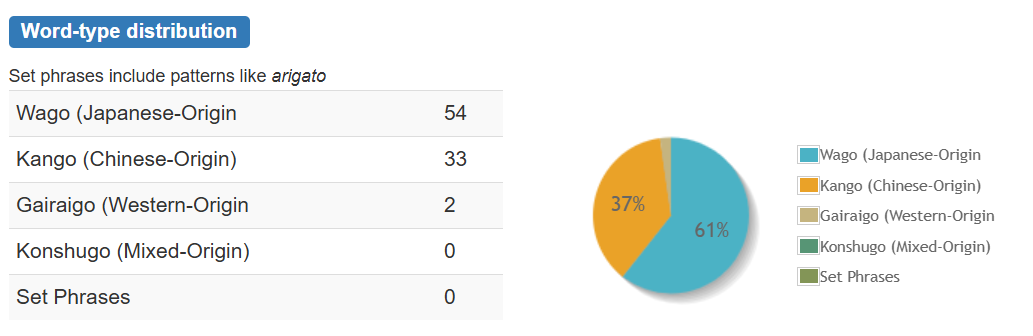 Word-type distribution
Set phrases include patterns like arigato
Wago (Japanese-Origin 54
Kango (Chinese-Origin) 33
Gairaigo (Western-Origin 2
Konshugo (Mixed-Origin) 0
Set Phrases 0
37%
61%
Wago (Japanese-Origin
Kango (Chinese-Origin)
Gairaigo (Western-Origin
Konshugo (Mixed-Origin)
Set Phrases